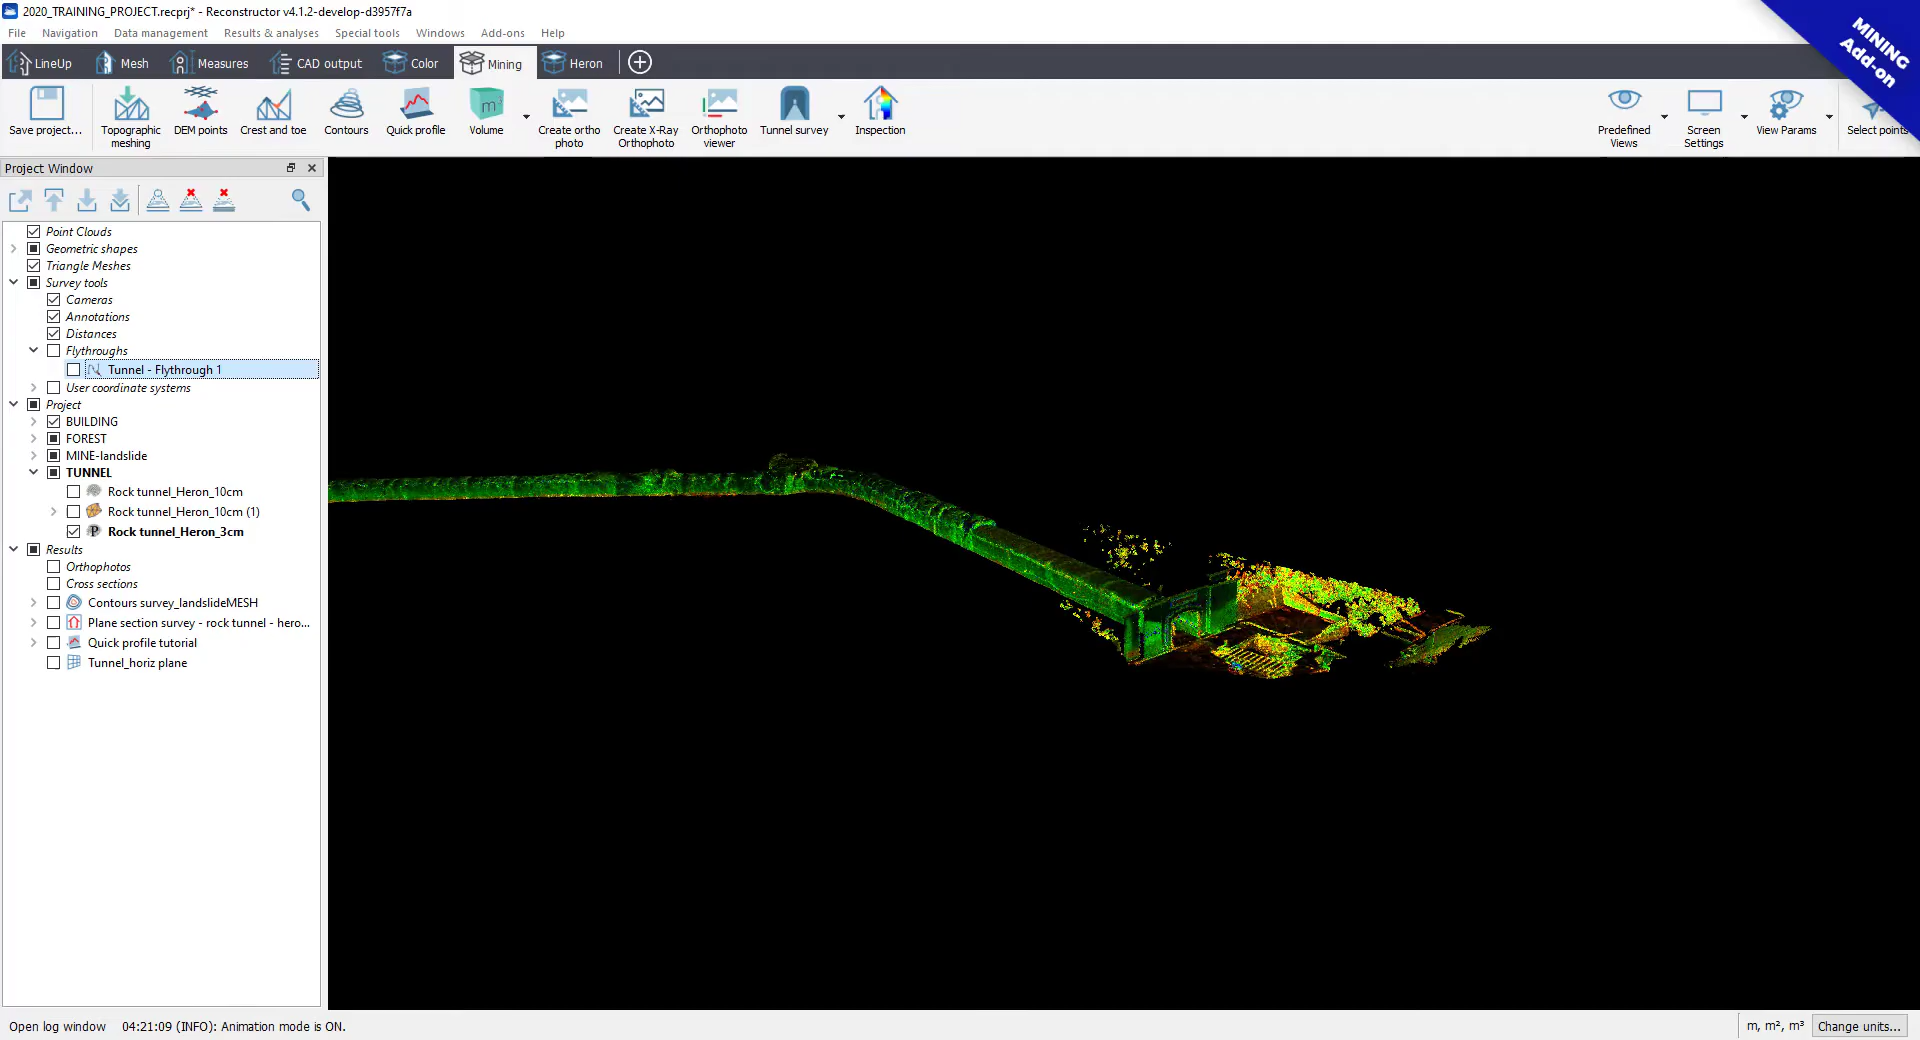 2020_TRAINING_PROJECT.recprj* - Reconstructor v4.1.2-develop-d3957f7a
File Navigation Data management Results & analyses Special tools Windows Add-ons Help
LineUp Mesh Measures CAD output Color Mining Heron
MINING
Add-on
Save project...
Topographic
meshing
DEM points
Crest and toe
Contours
Quick profile
m³
Volume
Create ortho
photo
Create X-Ray
Orthophoto
Orthophoto
viewer
Tunnel survey
Inspection
Predefined
Views
Screen
Settings
View Params
Select points
Project Window
Point Clouds
Geometric shapes
Triangle Meshes
Survey tools
Cameras
Annotations
Distances
Flythroughs
Tunnel - Flythrough 1
User coordinate systems
Project
BUILDING
FOREST
MINE-landslide
TUNNEL
Rock tunnel_Heron_10cm
Rock tunnel_Heron_10cm (1)
P Rock tunnel_Heron_3cm
Results
Orthophotos
Cross sections
Contours survey_landslideMESH
Plane section survey - rock tunnel - hero...
Quick profile tutorial
Tunnel_horiz plane
Open log window 04:21:09 (INFO): Animation mode is ON.
m, m², m³ Change units...